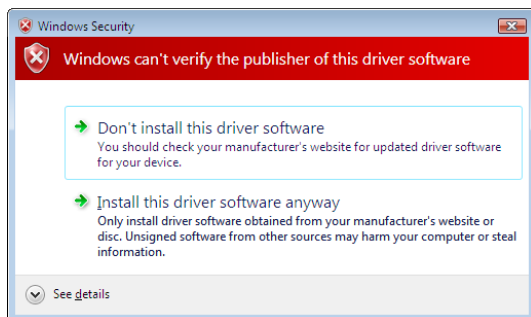 Windows Security
Windows can't verify the publisher of this driver software
Don't install this driver software
You should check your manufacturer's website for updated driver software
for your device.
Install this driver software anyway
Only install driver software obtained from your manufacturer's website or
disc. Unsigned software from other sources may harm your computer or steal
information.
See details